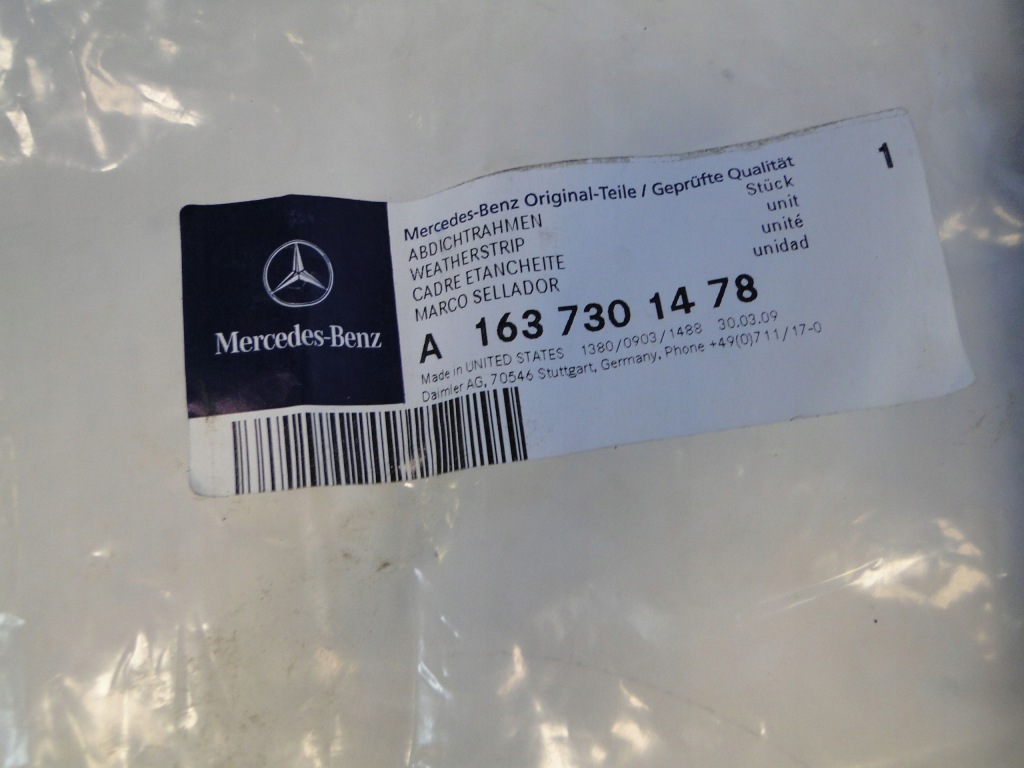 Mercedes-Benz
Mercedes-Benz Original-Teile / Geprüfte Qualität
ABDICHTRAHMEN
WEATHERSTRIP
CADRE ETANCHEITE
MARCO SELLADOR
Stück
unit
unité
unidad
1
A 163 730 14 78
Made in UNITED STATES 1380/0903/1488 30.03.09
Daimler AG, 70546 Stuttgart, Germany, Phone +49(0)711/17-0